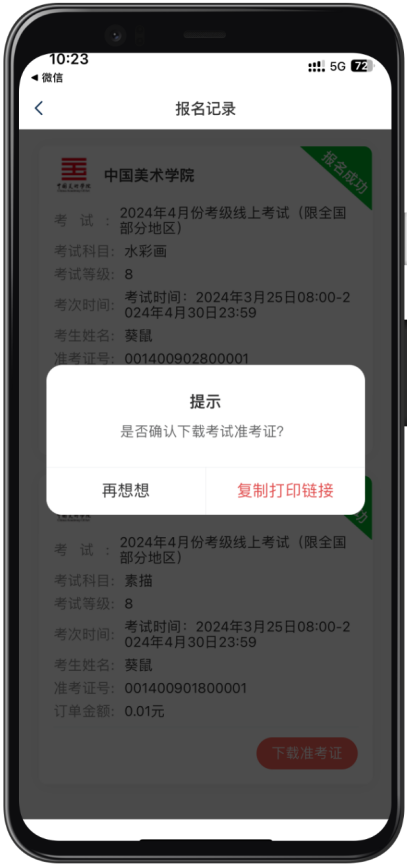 10:23
5G 72
◀ 微信
报名记录
报名成功
中国美术学院
中国美术学院
考 试 : 2024年4月份考级线上考试（限全国
部分地区）
考试科目: 水彩画
考试等级: 8
考次时间: 考试时间：2024年3月25日08:00-2
024年4月30日23:59
考生姓名: 葵鼠
准考证号: 001400902800001
提示
是否确认下载考试准考证?
再想想
复制打印链接
功
考 试 : 2024年4月份考级线上考试（限全国
部分地区）
考试科目: 素描
考试等级: 8
考次时间: 考试时间：2024年3月25日08:00-2
024年4月30日23:59
考生姓名: 葵鼠
准考证号: 001400901800001
订单金额: 0.01元
下载准考证